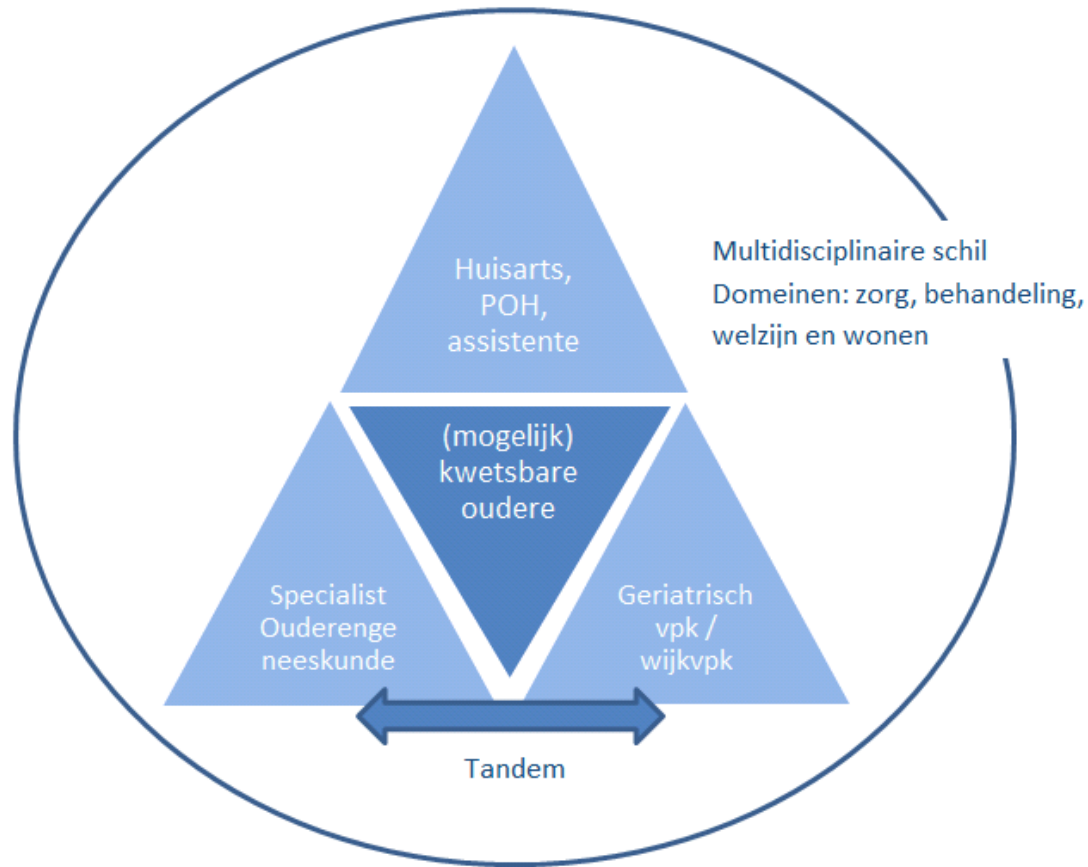 Huisarts,
POH,
assistente
Multidisciplinaire schil
Domeinen: zorg, behandeling,
welzijn en wonen
(mogelijk)
kwetsbare
oudere
Specialist
Ouderenge
neeskunde
Geriatrisch
vpk /
wijkvpk
Tandem